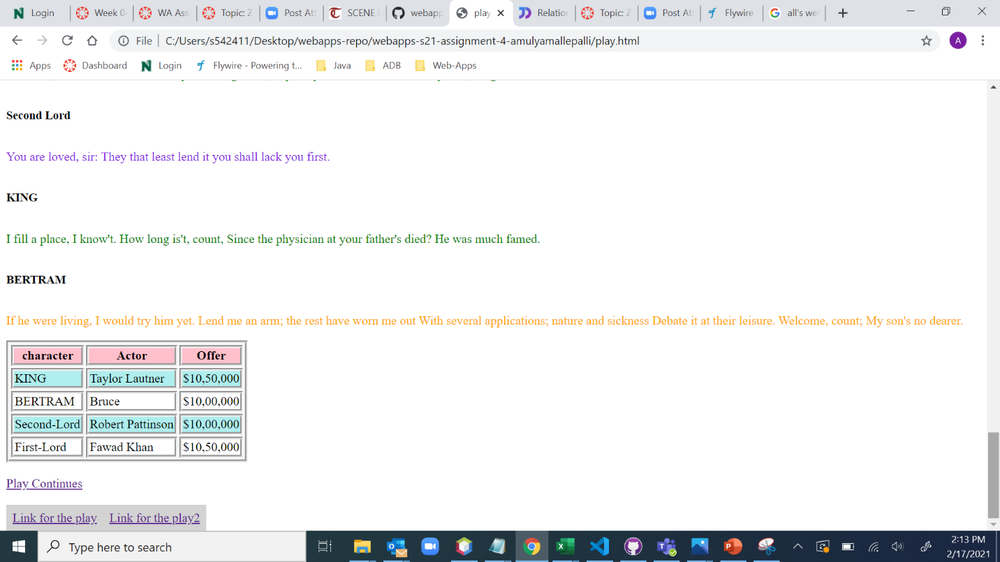 Login Week 0 WA Ass Topic: Z Post Att SCENE webapp play Relatio Topic: Z Post Att Flywire all's wel
File C:/Users/s542411/Desktop/webapps-repo/webapps-s21-assignment-4-amulyamallepalli/play.html A
Apps Dashboard Login Flywire - Powering t... Java ADB Web-Apps
Second Lord
You are loved, sir: They that least lend it you shall lack you first.
KING
I fill a place, I know't. How long is't, count, Since the physician at your father's died? He was much famed.
BERTRAM
If he were living, I would try him yet. Lend me an arm; the rest have worn me out With several applications; nature and sickness Debate it at their leisure. Welcome, count; My son's no dearer.
character Actor Offer
KING Taylor Lautner $10,50,000
BERTRAM Bruce $10,00,000
Second-Lord Robert Pattinson $10,00,000
First-Lord Fawad Khan $10,50,000
Play Continues
Link for the play Link for the play2
Type here to search
2:13 PM
2/17/2021